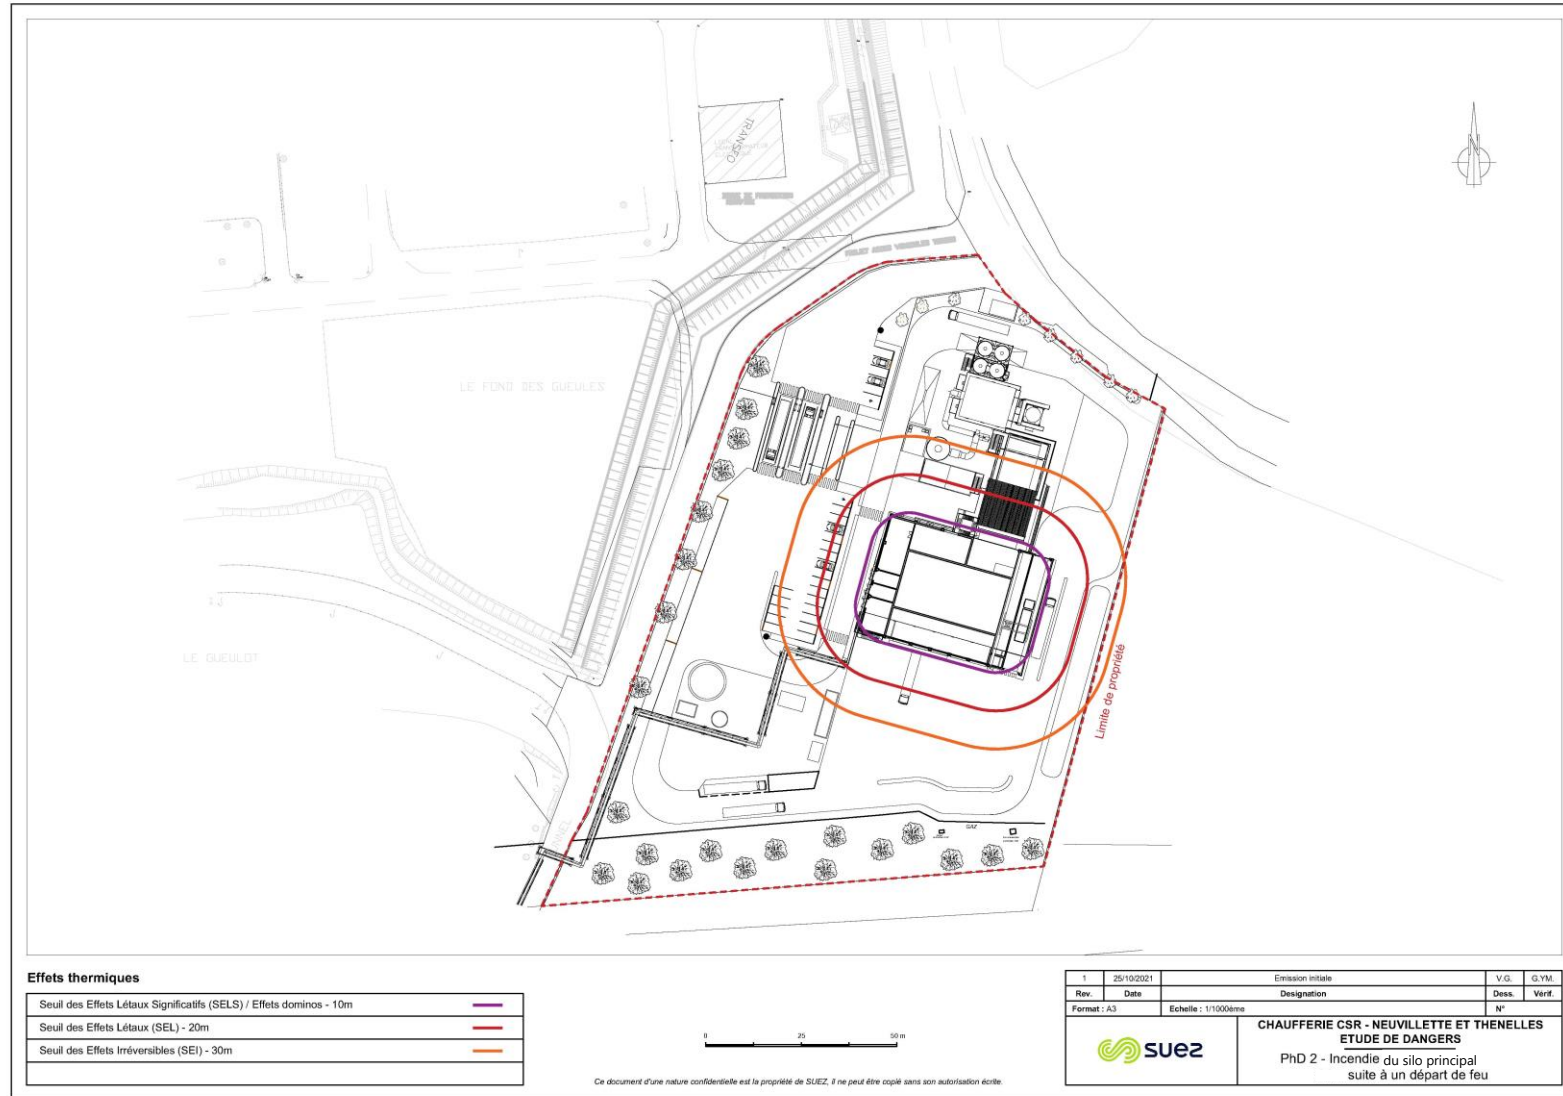 TRANSFO
LE FOND DES GUEULES
LE GUEULOT
N
Limite de propriété
GAZ
Effets thermiques
Seuil des Effets Létaux Significatifs (SELS) / Effets dominos - 10m
Seuil des Effets Létaux (SEL) - 20m
Seuil des Effets Irréversibles (SEI) - 30m
0 25 50 m
Ce document d'une nature confidentielle est la propriété de SUEZ, il ne peut être copié sans son autorisation écrite.
1 25/10/2021 Emission initiale V.G. G.YM.
Rev. Date Designation Dess. Vérif.
Format : A3 Echelle : 1/1000ème N°
suez
CHAUFFERIE CSR - NEUVILLETTE ET THENELLES
ETUDE DE DANGERS
PhD 2 - Incendie du silo principal
suite à un départ de feu